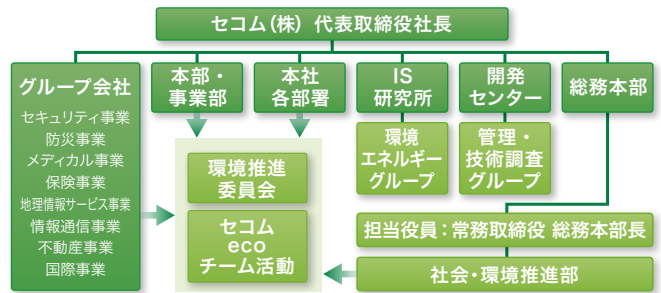 セコム(株) 代表取締役社長
グループ会社
セキュリティ事業
防災事業
メディカル事業
保険事業
地理情報サービス事業
情報通信事業
不動産事業
国際事業
本部・
事業部
本社
各部署
IS
研究所
開発
センター
総務本部
環境
エネルギー
グループ
管理・
技術調査
グループ
環境推進
委員会
セコム
eco
チーム活動
担当役員:常務取締役 総務本部長
社会・環境推進部